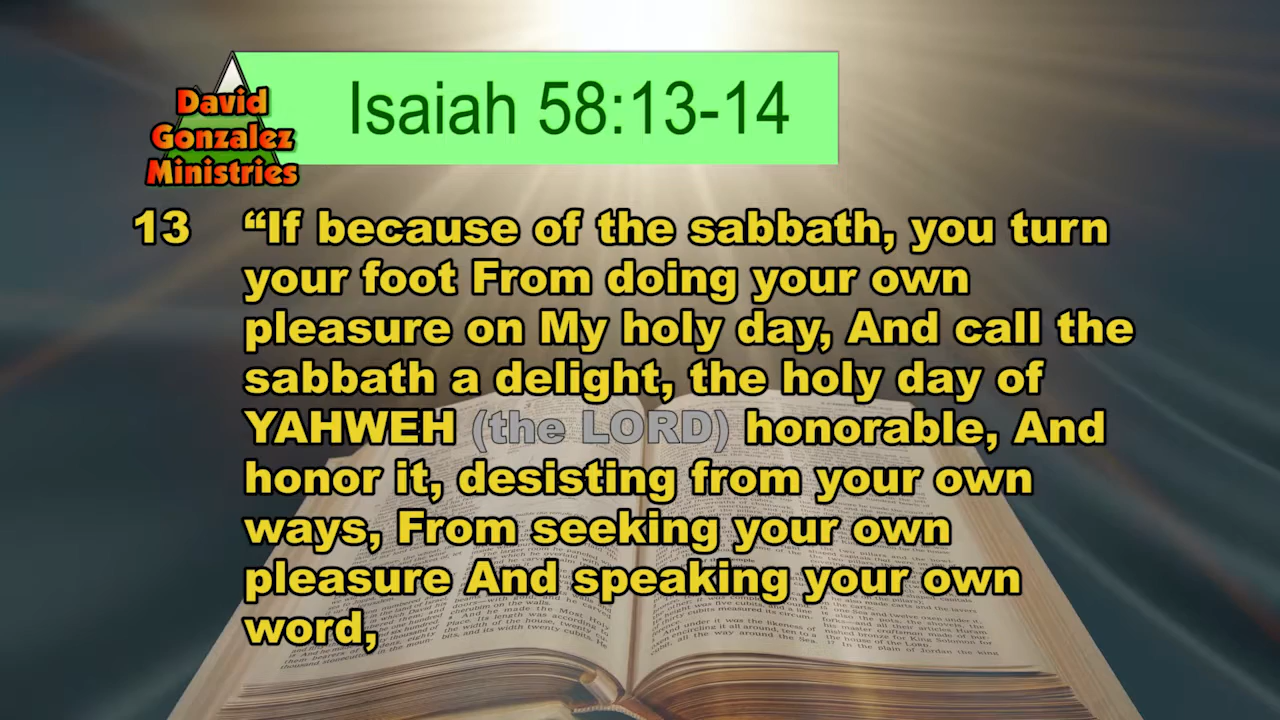 David
Gonzalez
Ministries
Isaiah 58:13-14
13 “If because of the sabbath, you turn
your foot From doing your own
pleasure on My holy day, And call the
sabbath a delight, the holy day of
YAHWEH (the LORD) honorable, And
honor it, desisting from your own
ways, From seeking your own
pleasure And speaking your own
word,